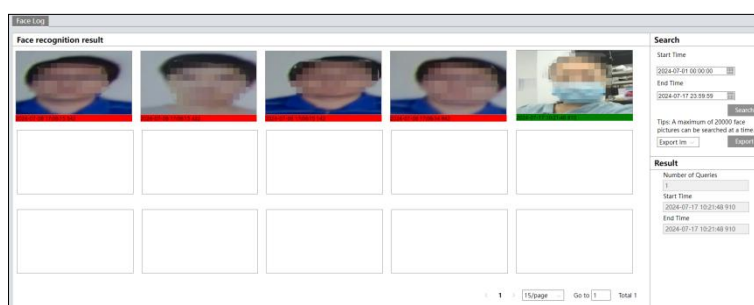 Face Log
Face recognition result
Search
Start Time
2024-07-01 00:00:00
End Time
2024-07-17 23:59:59
Search
Tips: A maximum of 20000 face
pictures can be searched at a time
Export Im
Export
Result
Number of Queries
1
Start Time
2024-07-17 10:21:48 910
End Time
2024-07-17 10:21:48 910
1
15/page
Go to 1
Total 1